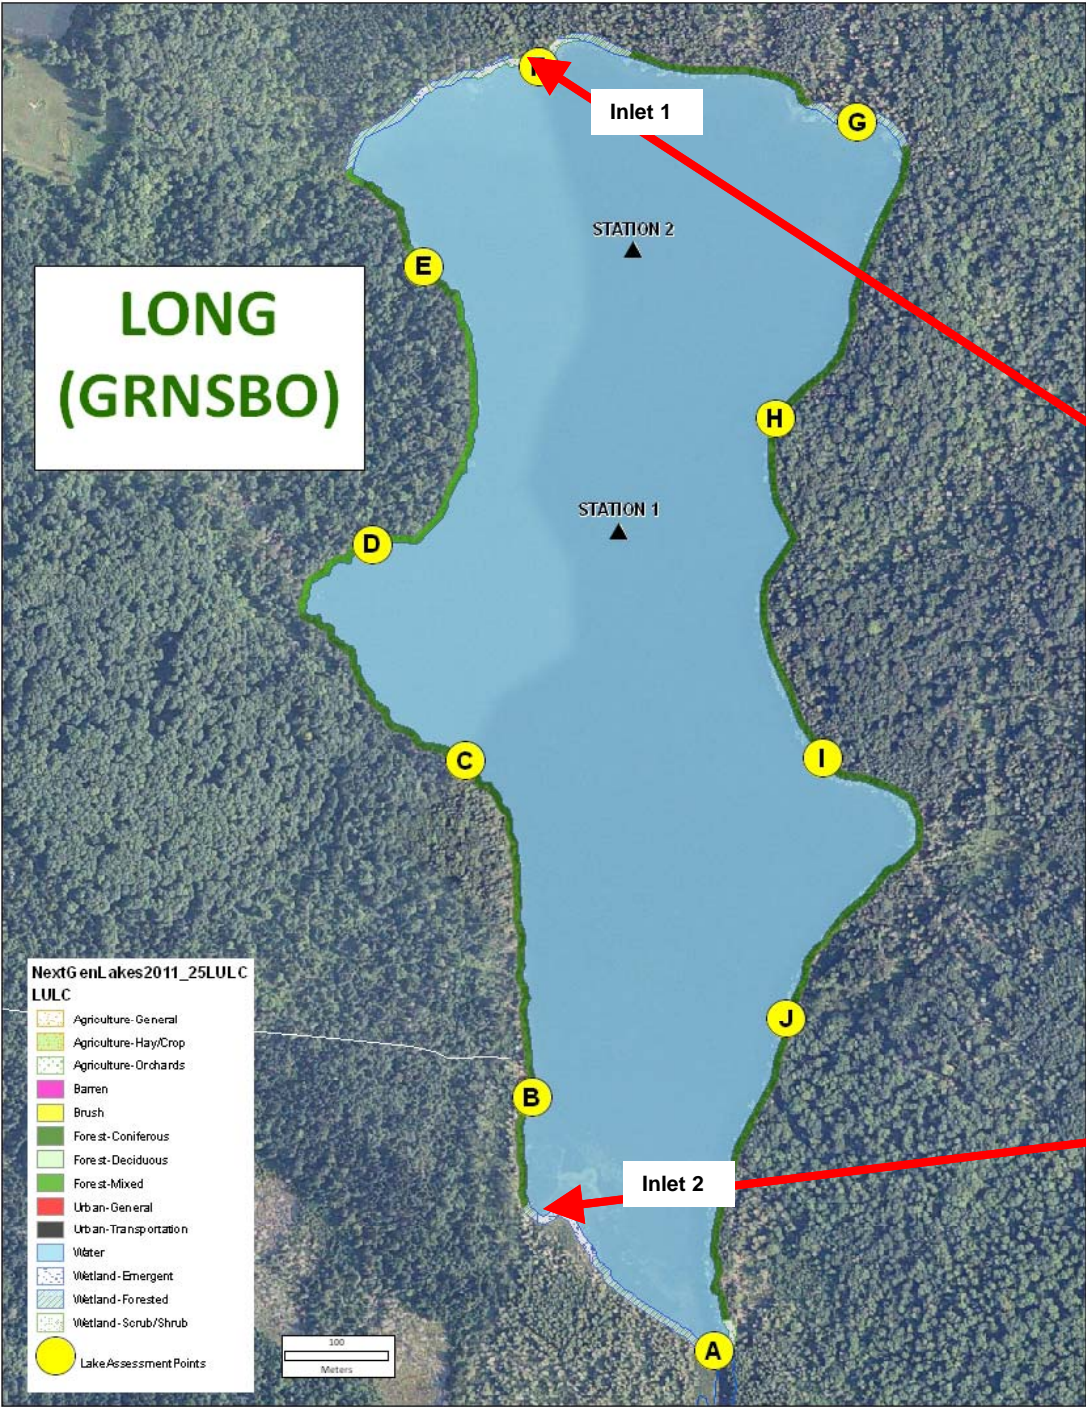 Inlet 1
G
STATION 2
E
LONG
(GRNSBO)
H
STATION 1
D
C
I
NextGenLakes2011_25LULC
LULC
Agriculture-General
Agriculture-Hay/Crop
Agriculture-Orchards
Barren
Brush
Forest-Coniferous
Forest-Deciduous
Forest-Mixed
Urban-General
Urban-Transportation
Water
Wetland-Emergent
Wetland-Forested
Wetland-Scrub/Shrub
Lake Assessment Points
J
B
Inlet 2
100
Meters
A